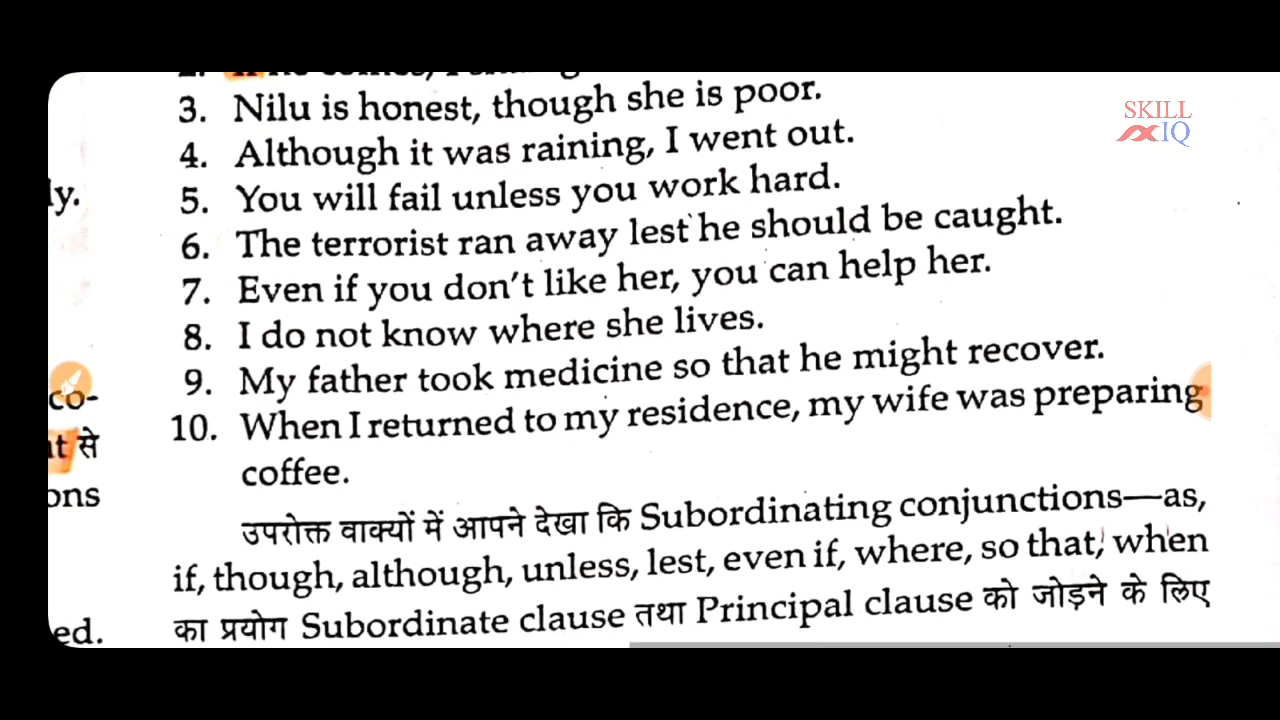 3. Nilu is honest, though she is poor.
SKILL
IQ
4. Although it was raining, I went out.
ly.
5. You will fail unless you work hard.
6. The terrorist ran away lest he should be caught.
7. Even if you don't like her, you can help her.
8. I do not know where she lives.
9. My father took medicine so that he might recover.
co-
10. When I returned to my residence, my wife was preparing
से
coffee.
ons
उपरोक्त वाक्यों में आपने देखा कि Subordinating conjunctions—as,
if, though, although, unless, lest, even if, where, so that, when
ed.
का प्रयोग Subordinate clause तथा Principal clause को जोड़ने के लिए